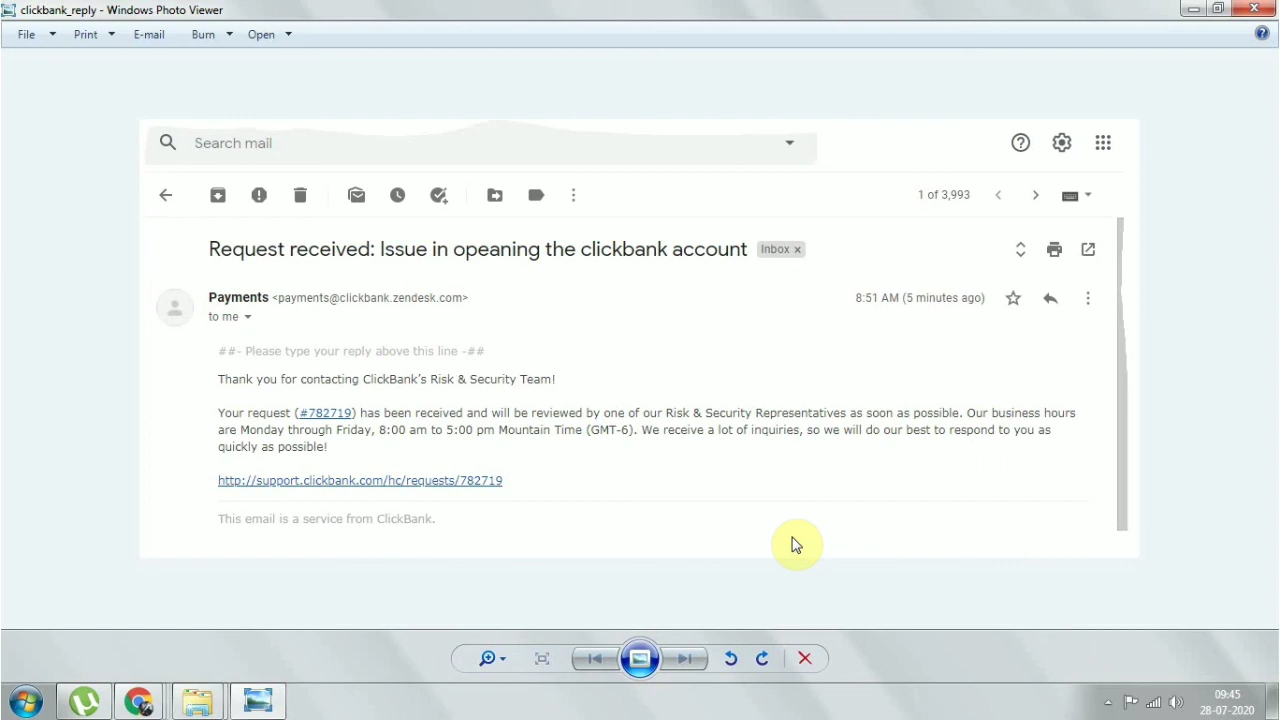 clickbank_reply - Windows Photo Viewer
File Print E-mail Burn Open
Search mail
1 of 3,993
Request received: Issue in opeaning the clickbank account Inbox x
Payments <payments@clickbank.zendesk.com> 8:51 AM (5 minutes ago)
to me
##- Please type your reply above this line -##
Thank you for contacting ClickBank's Risk & Security Team!
Your request (#782719) has been received and will be reviewed by one of our Risk & Security Representatives as soon as possible. Our business hours
are Monday through Friday, 8:00 am to 5:00 pm Mountain Time (GMT-6). We receive a lot of inquiries, so we will do our best to respond to you as
quickly as possible!
http://support.clickbank.com/hc/requests/782719
This email is a service from ClickBank.
09:45
28-07-2020